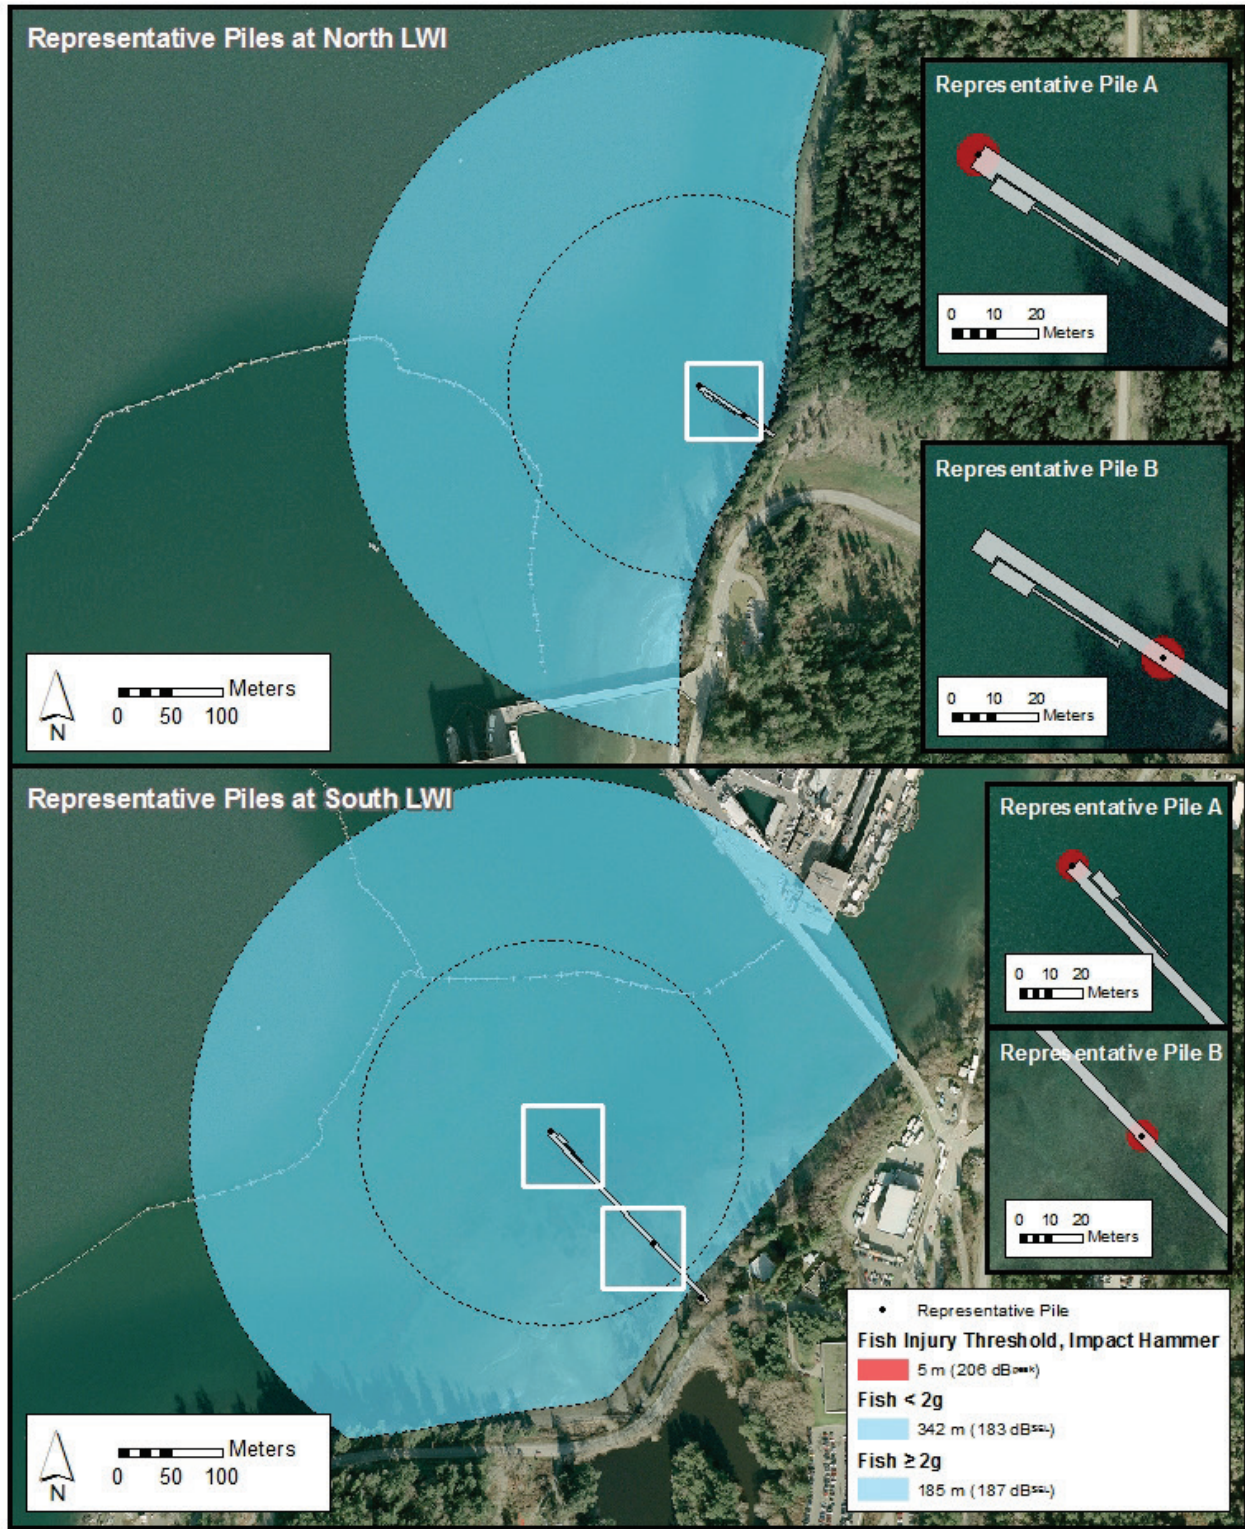 Representative Piles at North LWI
Representative Pile A
0 10 20
Meters
Representative Pile B
0 10 20
Meters
Meters
0 50 100
N
Representative Piles at South LWI
Representative Pile A
0 10 20
Meters
Representative Pile B
0 10 20
Meters
Representative Pile
Fish Injury Threshold, Impact Hammer
5 m (206 dBpeak)
Fish < 2g
342 m (183 dBSEL)
Fish ≥ 2g
185 m (187 dBSEL)
Meters
0 50 100
N